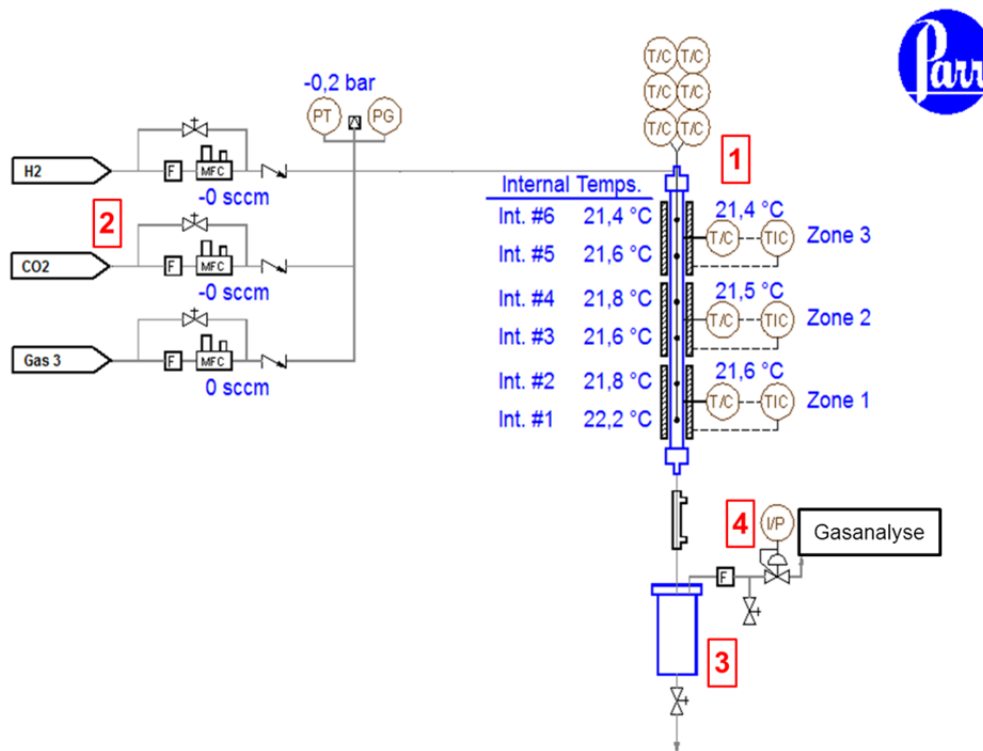 Parr
T/C T/C
-0,2 bar
T/C T/C
PT PG
T/C T/C
1
H2
F
MFC
-0 sccm
Internal Temps.
Int. #6 21,4 °C
21,4 °C
T/C TIC Zone 3
2
CO2
F
MFC
-0 sccm
Int. #5 21,6 °C
Int. #4 21,8 °C
21,5 °C
T/C TIC Zone 2
Int. #3 21,6 °C
Gas 3
F
MFC
0 sccm
Int. #2 21,8 °C
21,6 °C
T/C TIC Zone 1
Int. #1 22,2 °C
4
I/P
Gasanalyse
F
3